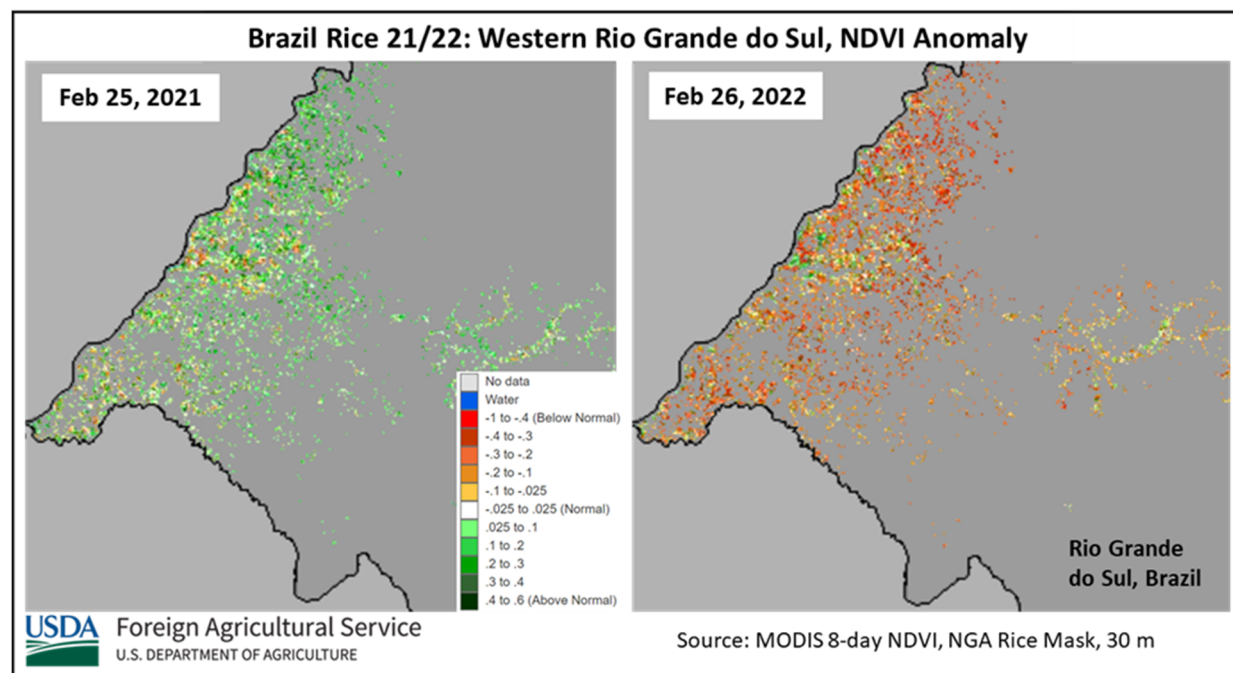 Brazil Rice 21/22: Western Rio Grande do Sul, NDVI Anomaly
Feb 25, 2021
Feb 26, 2022
No data
Water
-1 to -.4 (Below Normal)
-.4 to -.3
-.3 to -.2
-.2 to -.1
-.1 to -.025
-.025 to .025 (Normal)
.025 to .1
.1 to .2
.2 to .3
.3 to .4
.4 to .6 (Above Normal)
Rio Grande
do Sul, Brazil
USDA
Foreign Agricultural Service
U.S. DEPARTMENT OF AGRICULTURE
Source: MODIS 8-day NDVI, NGA Rice Mask, 30 m